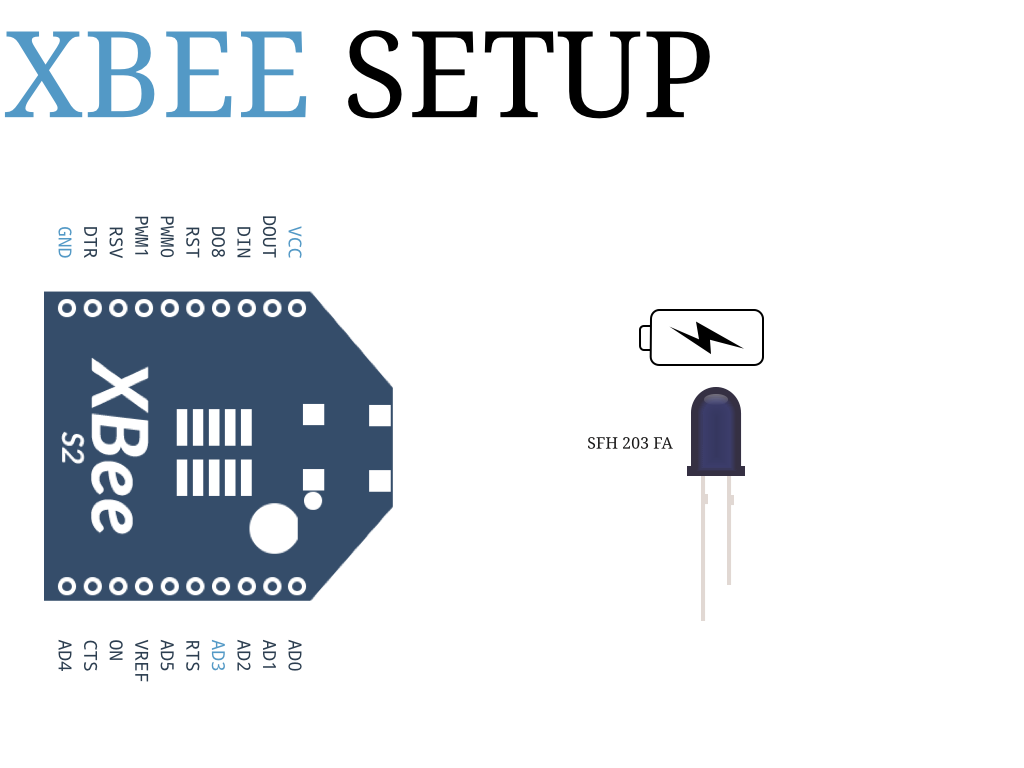 XBEE SETUP
GND
DTR
RSV
PWM1
PWM0
RST
DO8
DIN
DOUT
VCC
XBee
S2
SFH 203 FA
AD4
CTS
ON
VREF
AD5
RTS
AD3
AD2
AD1
AD0